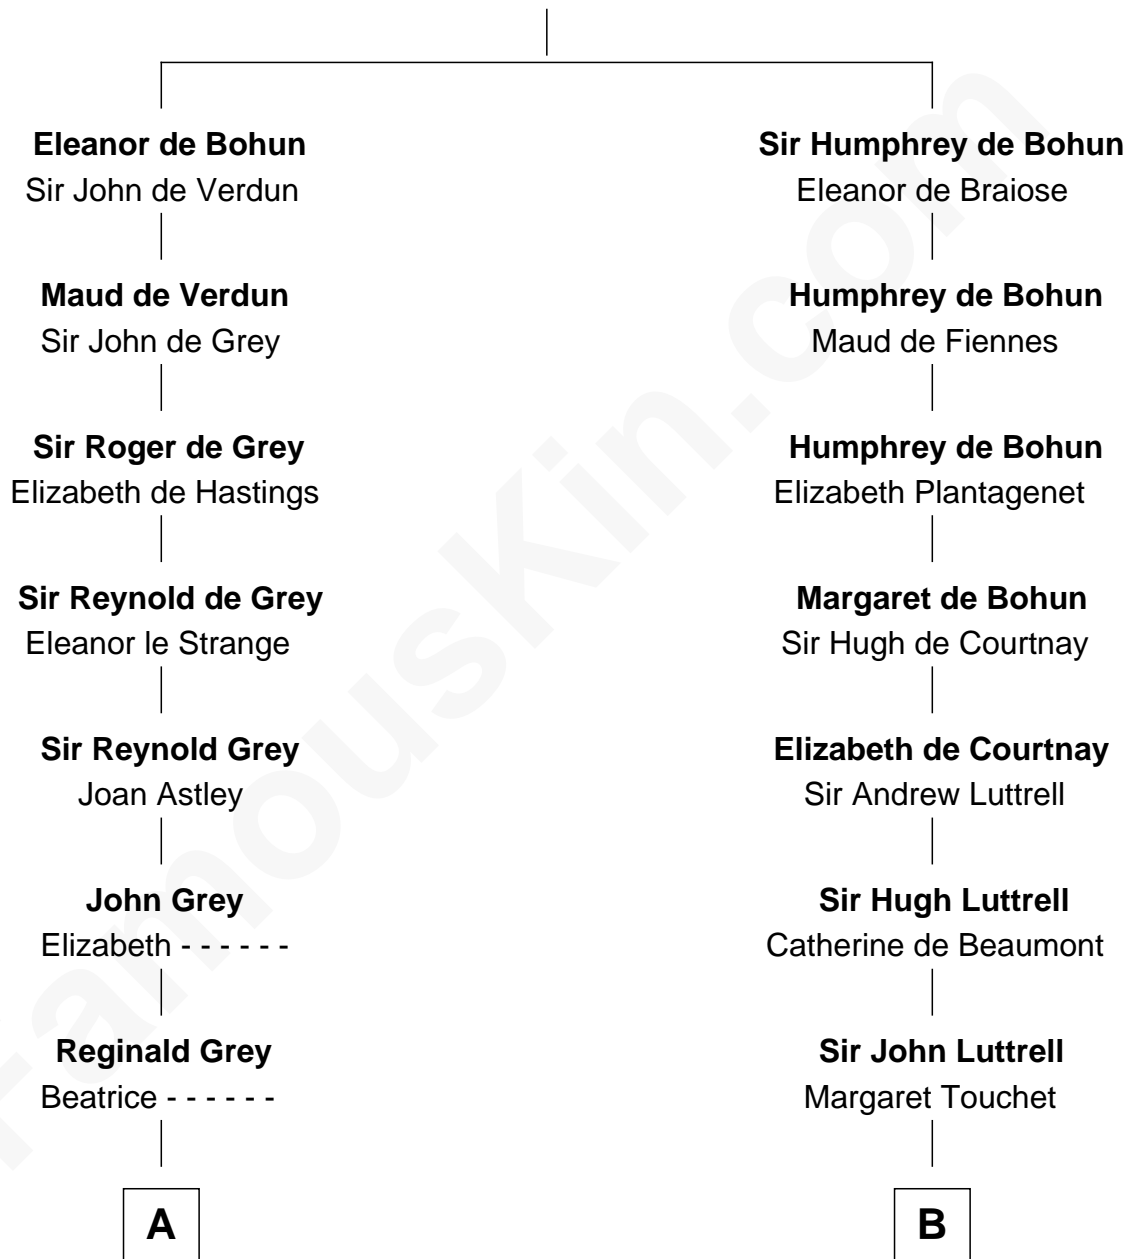 Eleanor de Bohun
Sir John de Verdun
Maud de Verdun
Sir John de Grey
Sir Roger de Grey
Elizabeth de Hastings
Sir Reynold de Grey
Eleanor le Strange
Sir Reynold Grey
Joan Astley
John Grey
Elizabeth - - - - - -
Reginald Grey
Beatrice - - - - - -
A
Sir Humphrey de Bohun
Eleanor de Braiose
Humphrey de Bohun
Maud de Fiennes
Humphrey de Bohun
Elizabeth Plantagenet
Margaret de Bohun
Sir Hugh de Courtnay
Elizabeth de Courtnay
Sir Andrew Luttrell
Sir Hugh Luttrell
Catherine de Beaumont
Sir John Luttrell
Margaret Touchet
B
FamousKin.com